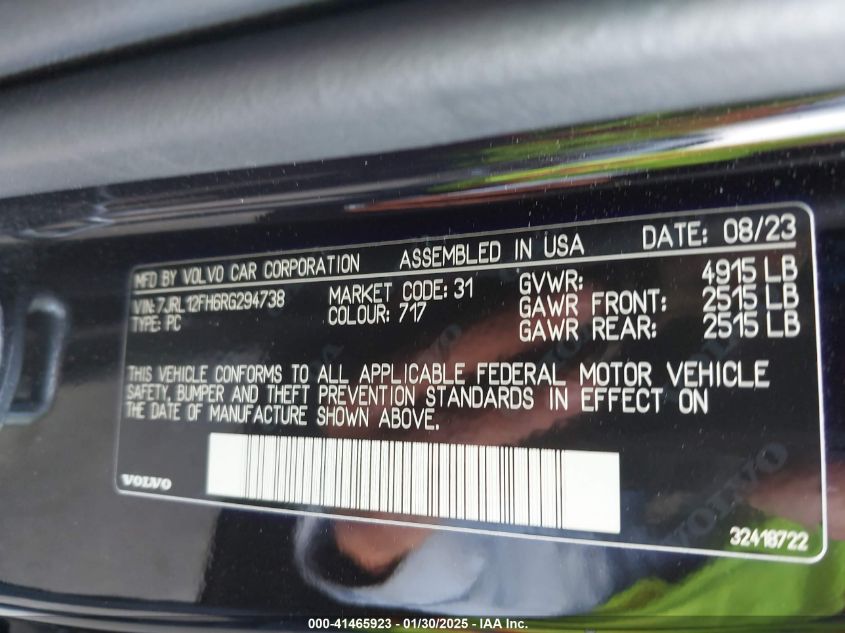 MFD BY VOLVO CAR CORPORATION ASSEMBLED IN USA DATE: 08/23
VIN:7JRL12FH6RG294738 MARKET CODE: 31 GVWR: 4915 LB
TYPE: PC COLOUR: 717 GAWR FRONT: 2515 LB
GAWR REAR: 2515 LB
THIS VEHICLE CONFORMS TO ALL APPLICABLE FEDERAL MOTOR VEHICLE
SAFETY, BUMPER AND THEFT PREVENTION STANDARDS IN EFFECT ON
THE DATE OF MANUFACTURE SHOWN ABOVE.
VOLVO
VOLVO
32418722
000-41465923 - 01/30/2025 - IAA Inc.